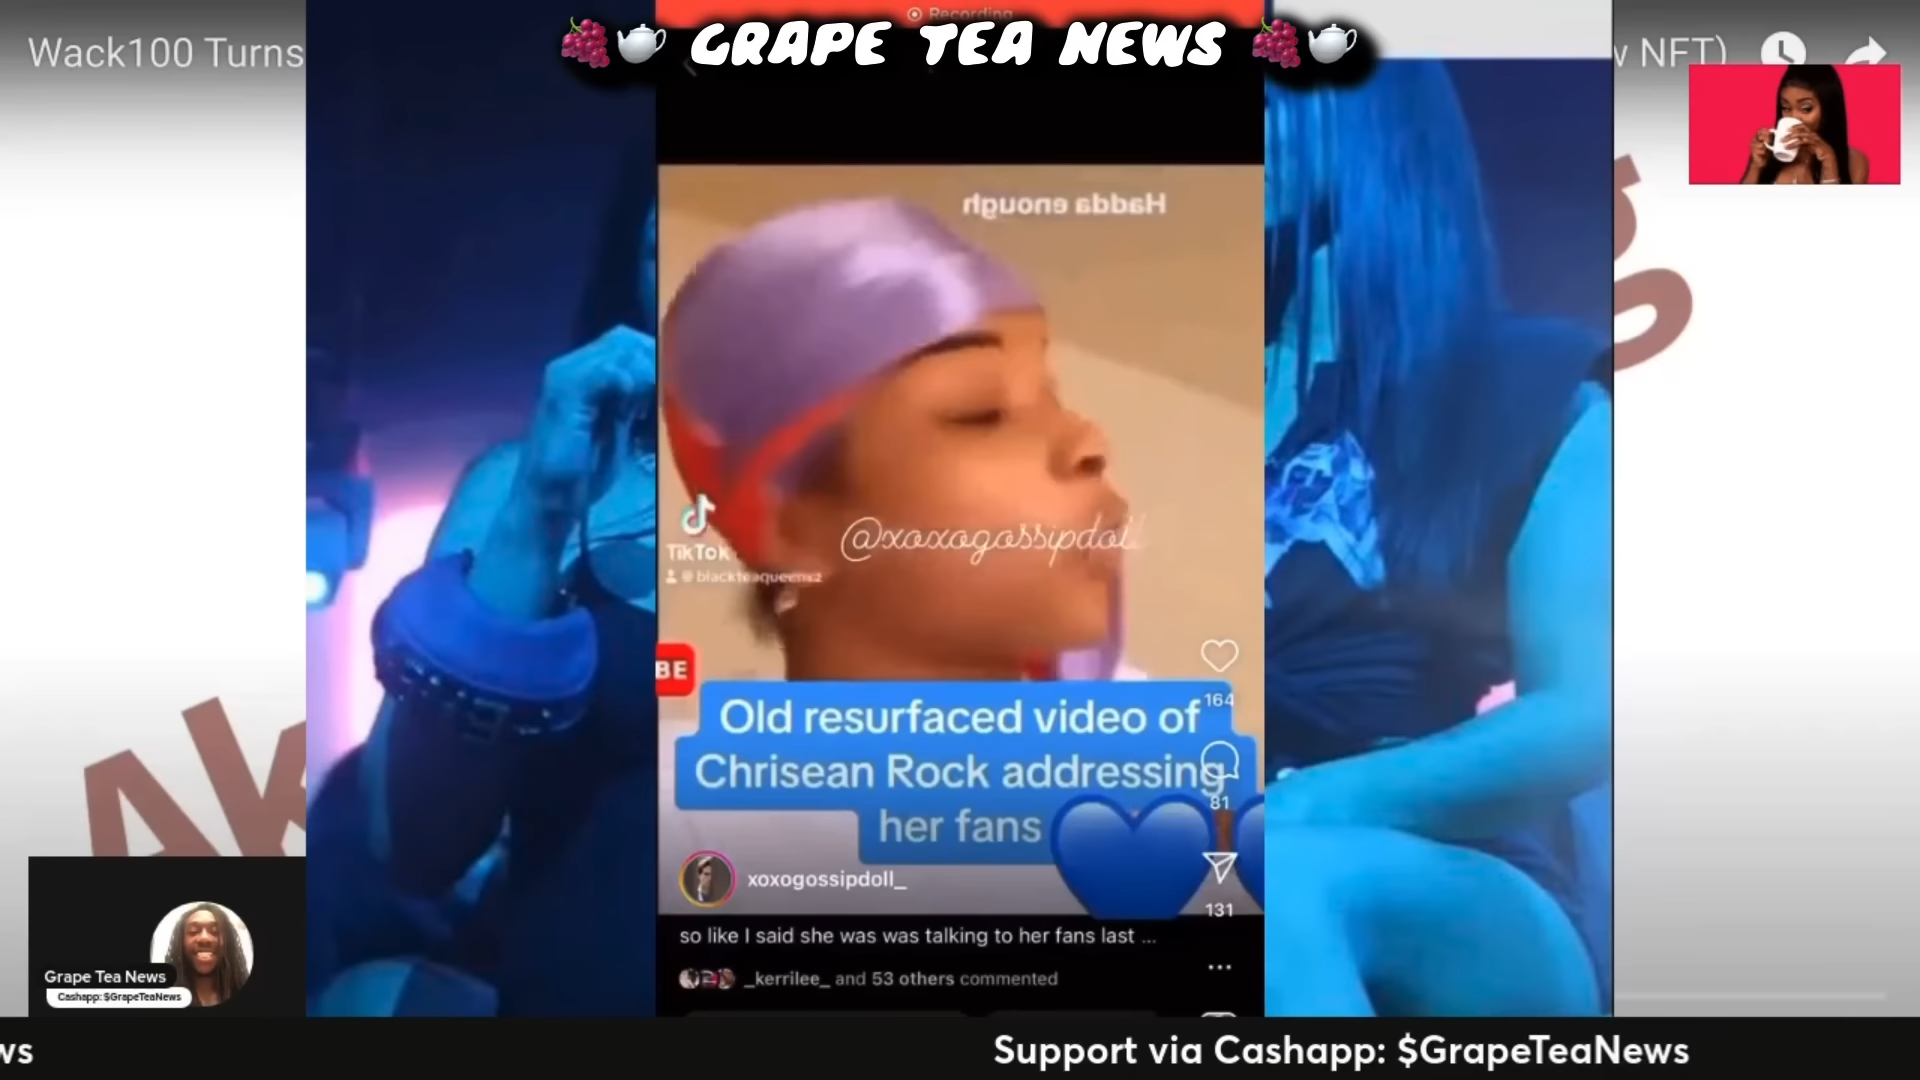 Recording
🍇🫖 GRAPE TEA NEWS 🍇🫖
Wack100 Turns
NFT)
Hadda enough
@xoxogossipdoll
TikTok
@blackteaqueenxz
BE
Old resurfaced video of
Chrisean Rock addressing
her fans
164
81
131
xoxogossipdoll_
so like I said she was was talking to her fans last ...
_kerrilee_ and 53 others commented
Ak
g
Grape Tea News
Cashapp: $GrapeTeaNews
ws
Support via Cashapp: $GrapeTeaNews